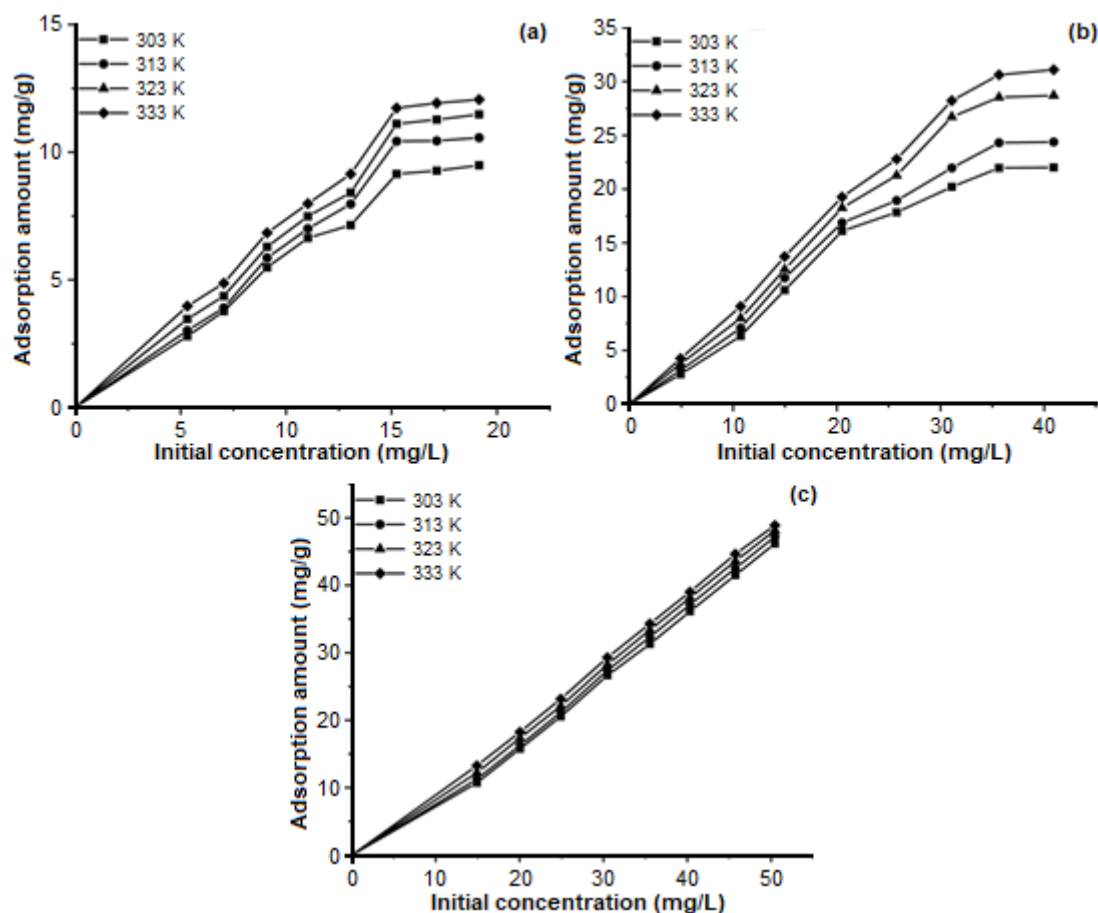 (a)
303 K
313 K
323 K
333 K
15
10
5
0
Adsorption amount (mg/g)
0 5 10 15 20
Initial concentration (mg/L)
(b)
303 K
313 K
323 K
333 K
35
30
25
20
15
10
5
0
Adsorption amount (mg/g)
0 10 20 30 40
Initial concentration (mg/L)
(c)
303 K
313 K
323 K
333 K
50
40
30
20
10
0
Adsorption amount (mg/g)
0 10 20 30 40 50
Initial concentration (mg/L)